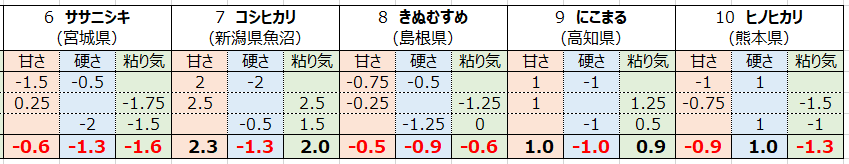 6 ササニシキ 7 コシヒカリ 8 きぬむすめ 9 にこまる 10 ヒノヒカリ
(宮城県) (新潟県魚沼) (島根県) (高知県) (熊本県)
甘さ 硬さ 粘り気 甘さ 硬さ 粘り気 甘さ 硬さ 粘り気 甘さ 硬さ 粘り気 甘さ 硬さ 粘り気
-1.5 -0.5 2 -2 -0.75 -0.5 1 -1 -1 1
0.25 -1.75 2.5 2.5 -0.25 -1.25 1 1.25 -0.75 -1.5
-2 -1.5 -0.5 1.5 -1.25 0 -1 0.5 1 -1
-0.6 -1.3 -1.6 2.3 -1.3 2.0 -0.5 -0.9 -0.6 1.0 -1.0 0.9 -0.9 1.0 -1.3